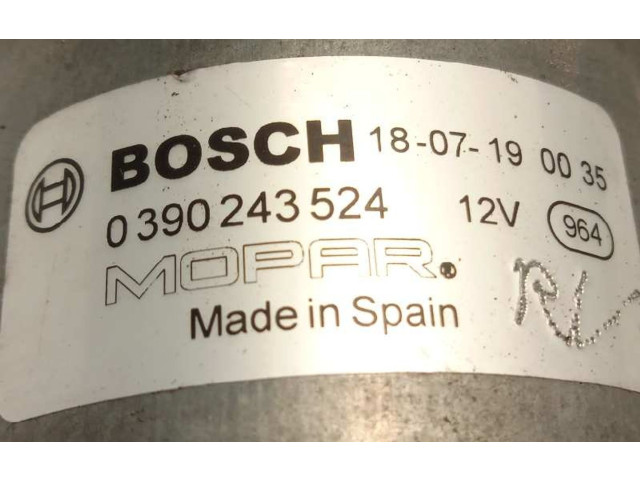 BOSCH 18-07-19 00 35
0 390 243 524 12V 964
MOPAR®
Made in Spain